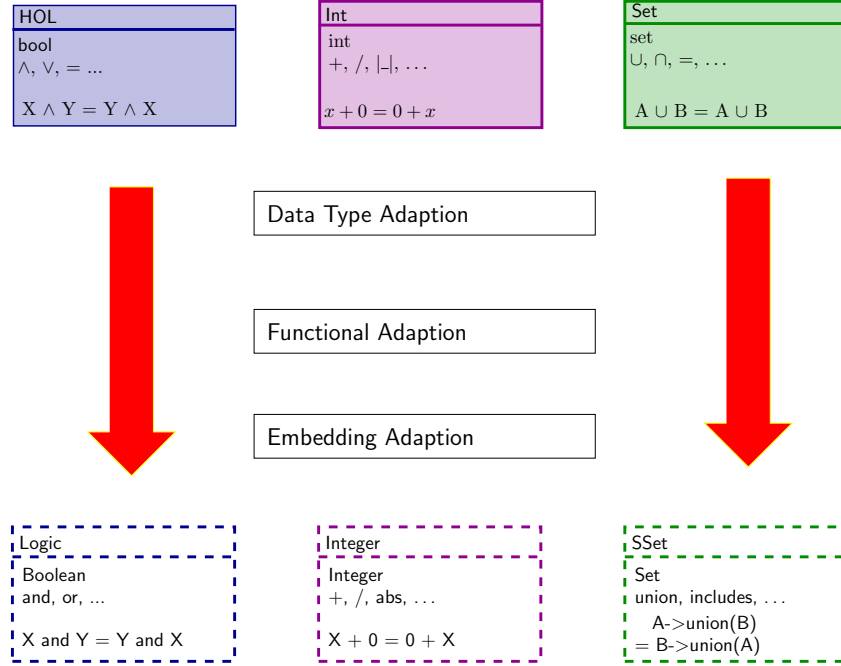 HOL
bool
∧, ∨, = ...
X ∧ Y = Y ∧ X
Int
int
+, /, |_|, . . .
x + 0 = 0 + x
Set
set
∪, ∩, =, . . .
A ∪ B = A ∪ B
Data Type Adaption
Functional Adaption
Embedding Adaption
Logic
Boolean
and, or, ...
X and Y = Y and X
Integer
Integer
+, /, abs, . . .
X + 0 = 0 + X
SSet
Set
union, includes, . . .
A->union(B)
= B->union(A)